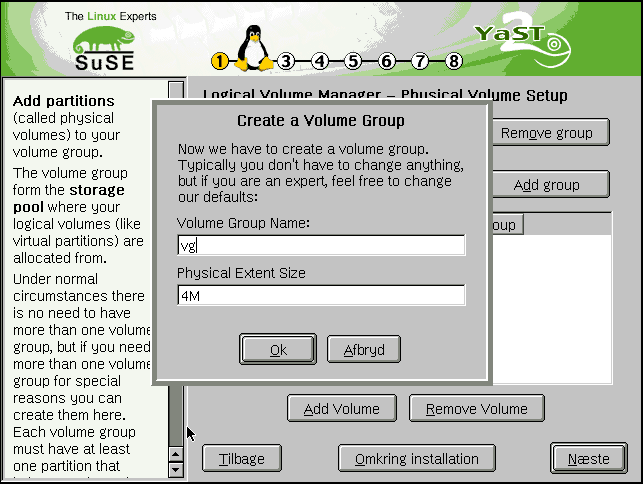 The Linux Experts
SuSE
YaST
2
1 3 4 5 6 7 8
Add partitions
(called physical
volumes) to your
volume group.
The volume group
form the storage
pool where your
logical volumes (like
virtual partitions) are
allocated from.
Under normal
circumstances there
is no need to have
more than one volume
group, but if you need
more than one volume
group for special
reasons you can
create them here.
Each volume group
must have at least
one partition that
Logical Volume Manager – Physical Volume Setup
Remove group
Add group
Create a Volume Group
Now we have to create a volume group.
Typically you don't have to change anything,
but if you are an expert, feel free to change
our defaults:
Volume Group Name:
vg
Physical Extent Size
4M
Ok
Afbryd
Add Volume
Remove Volume
Tilbage
Omkring installation
Næste